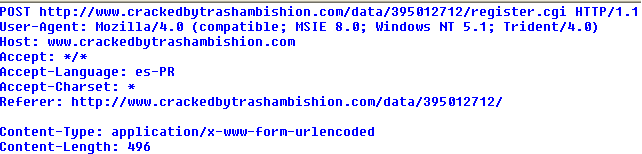 POST http://www.crackedbytrashambishion.com/data/395012712/register.cgi HTTP/1.1
User-Agent: Mozilla/4.0 (compatible; MSIE 8.0; Windows NT 5.1; Trident/4.0)
Host: www.crackedbytrashambishion.com
Accept: */*
Accept-Language: es-PR
Accept-Charset: *
Referer: http://www.crackedbytrashambishion.com/data/395012712/
Content-Type: application/x-www-form-urlencoded
Content-Length: 496